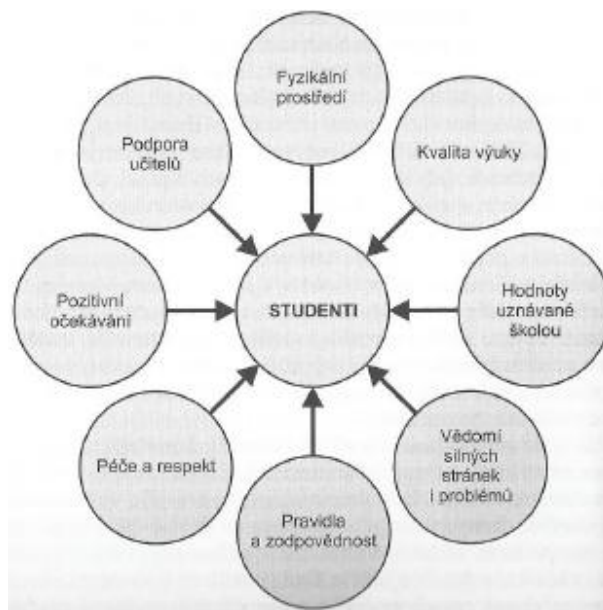 Fyzikální
prostředí
Podpora
učitelů
Kvalita výuky
Pozitivní
očekávání
STUDENTI
Hodnoty
uznávané
školou
Péče a respekt
Vědomí
silných
stránek
i problémů
Pravidla
a zodpovědnost